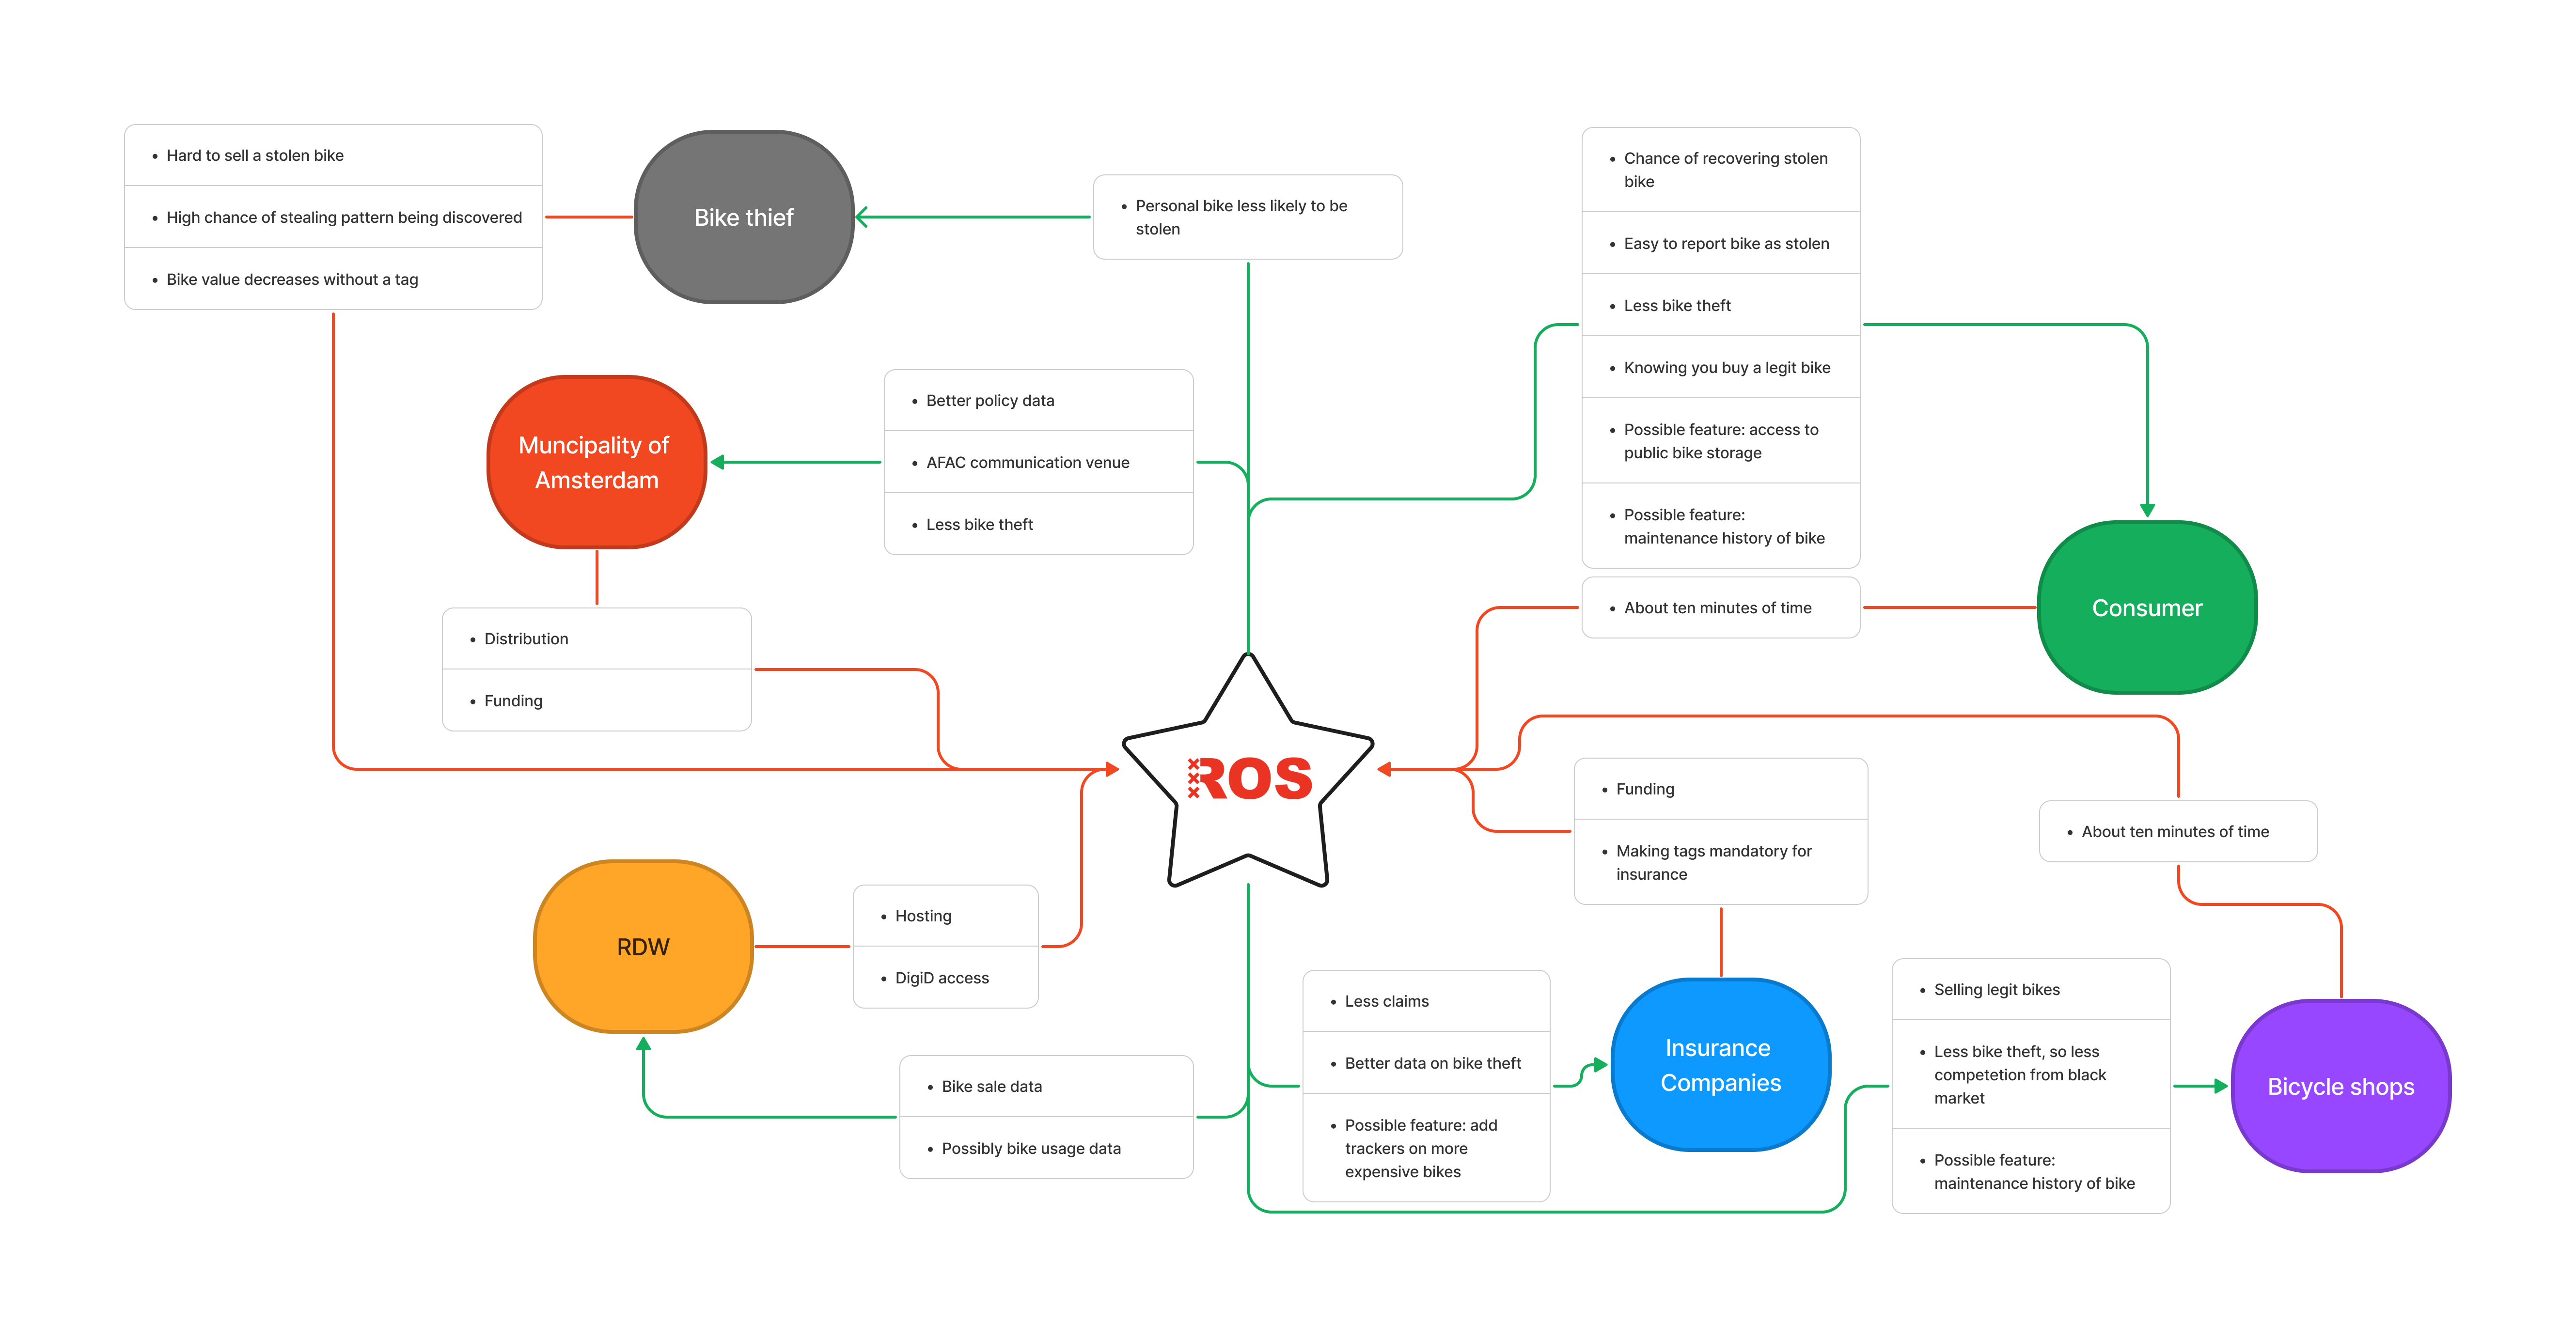 • Hard to sell a stolen bike
• High chance of stealing pattern being discovered
• Bike value decreases without a tag
Bike thief
• Personal bike less likely to be
stolen
• Chance of recovering stolen
bike
• Easy to report bike as stolen
• Less bike theft
• Knowing you buy a legit bike
• Possible feature: access to
public bike storage
• Possible feature:
maintenance history of bike
• About ten minutes of time
Consumer
Muncipality of
Amsterdam
• Better policy data
• AFAC communication venue
• Less bike theft
• Distribution
• Funding
ROS
• Funding
• Making tags mandatory for
insurance
• About ten minutes of time
RDW
• Hosting
• DigiD access
• Bike sale data
• Possibly bike usage data
• Less claims
• Better data on bike theft
• Possible feature: add
trackers on more
expensive bikes
Insurance
Companies
• Selling legit bikes
• Less bike theft, so less
competetion from black
market
• Possible feature:
maintenance history of bike
Bicycle shops